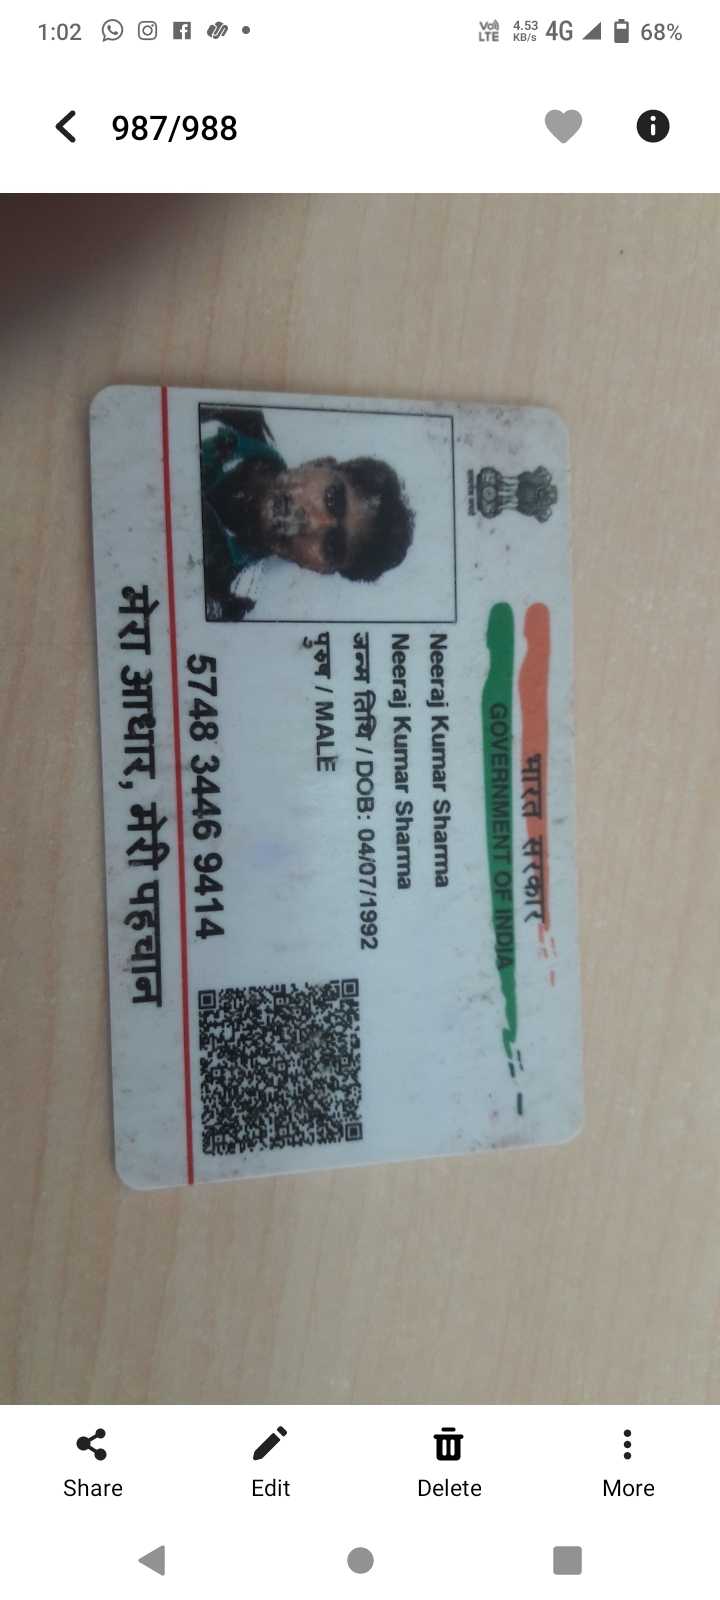 1:02
Vo))
LTE
4.53
KB/s
4G
68%
987/988
भारत सरकार
GOVERNMENT OF INDIA
Neeraj Kumar Sharma
Neeraj Kumar Sharma
जन्म तिथि / DOB: 04/07/1992
पुरुष / MALE
5748 3446 9414
मेरा आधार, मेरी पहचान
Share
Edit
Delete
More